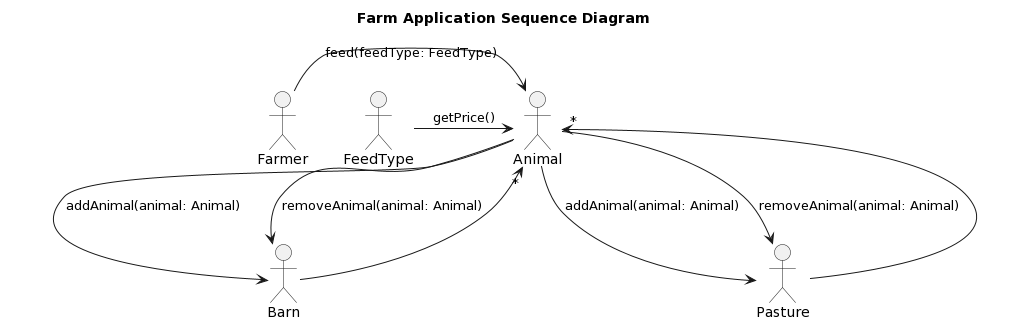 Farm Application Sequence Diagram
feed(feedType: FeedType)
getPrice()
*
Farmer
FeedType
Animal
*
addAnimal(animal: Animal)
removeAnimal(animal: Animal)
addAnimal(animal: Animal)
removeAnimal(animal: Animal)
Barn
Pasture